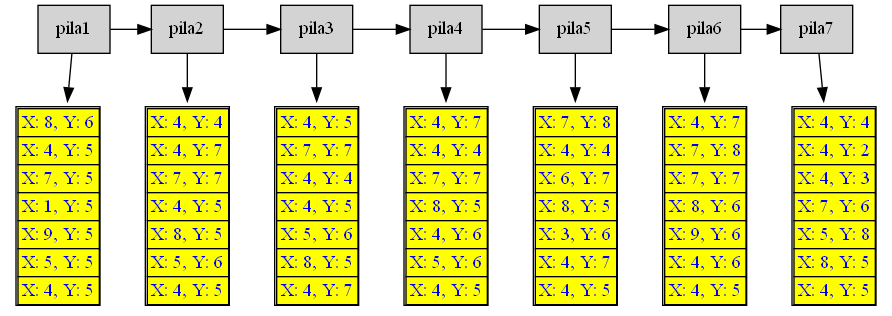 pila1 pila2 pila3 pila4 pila5 pila6 pila7
X: 8, Y: 6 X: 4, Y: 4 X: 4, Y: 5 X: 4, Y: 7 X: 7, Y: 8 X: 4, Y: 7 X: 4, Y: 4
X: 4, Y: 5 X: 4, Y: 7 X: 7, Y: 7 X: 4, Y: 4 X: 4, Y: 4 X: 7, Y: 8 X: 4, Y: 2
X: 7, Y: 5 X: 7, Y: 7 X: 4, Y: 4 X: 7, Y: 7 X: 6, Y: 7 X: 7, Y: 7 X: 4, Y: 3
X: 1, Y: 5 X: 4, Y: 5 X: 4, Y: 5 X: 8, Y: 5 X: 8, Y: 5 X: 8, Y: 6 X: 7, Y: 6
X: 9, Y: 5 X: 8, Y: 5 X: 5, Y: 6 X: 4, Y: 6 X: 3, Y: 6 X: 9, Y: 6 X: 5, Y: 8
X: 5, Y: 5 X: 5, Y: 6 X: 8, Y: 5 X: 5, Y: 6 X: 4, Y: 7 X: 4, Y: 6 X: 8, Y: 5
X: 4, Y: 5 X: 4, Y: 5 X: 4, Y: 7 X: 4, Y: 5 X: 4, Y: 5 X: 4, Y: 5 X: 4, Y: 5